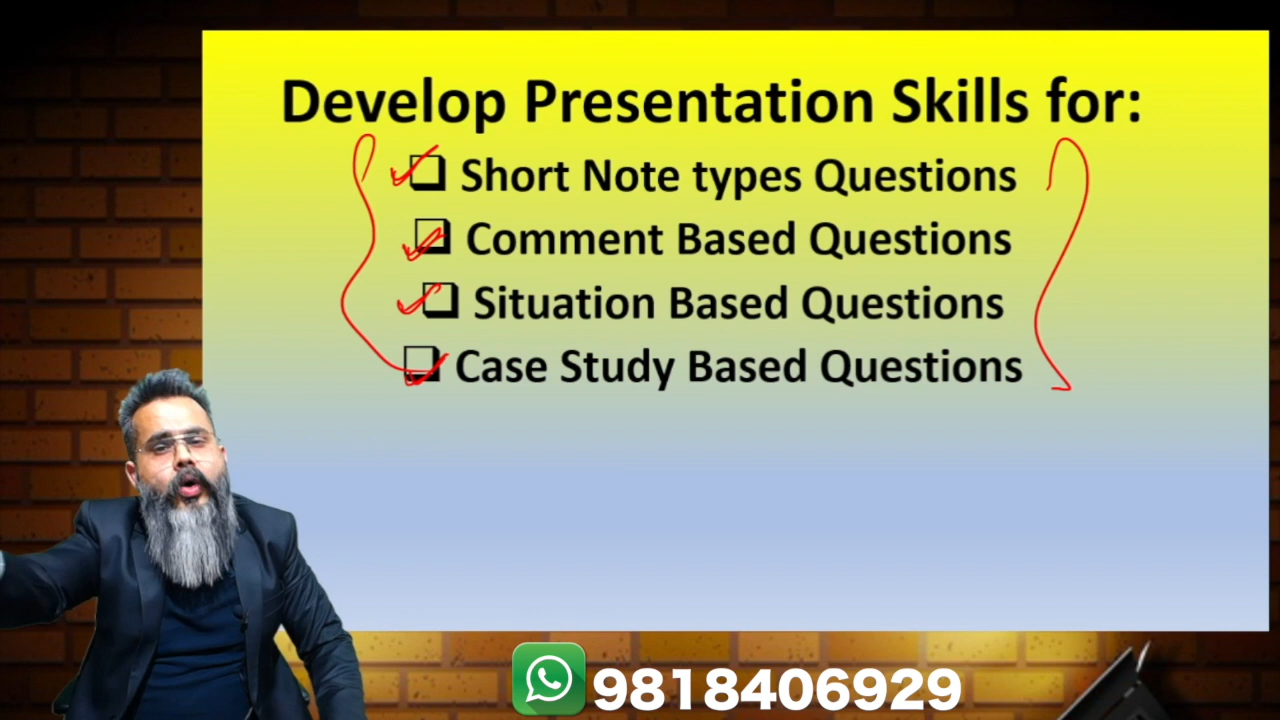 Develop Presentation Skills for:
Short Note types Questions
Comment Based Questions
Situation Based Questions
Case Study Based Questions
9818406929